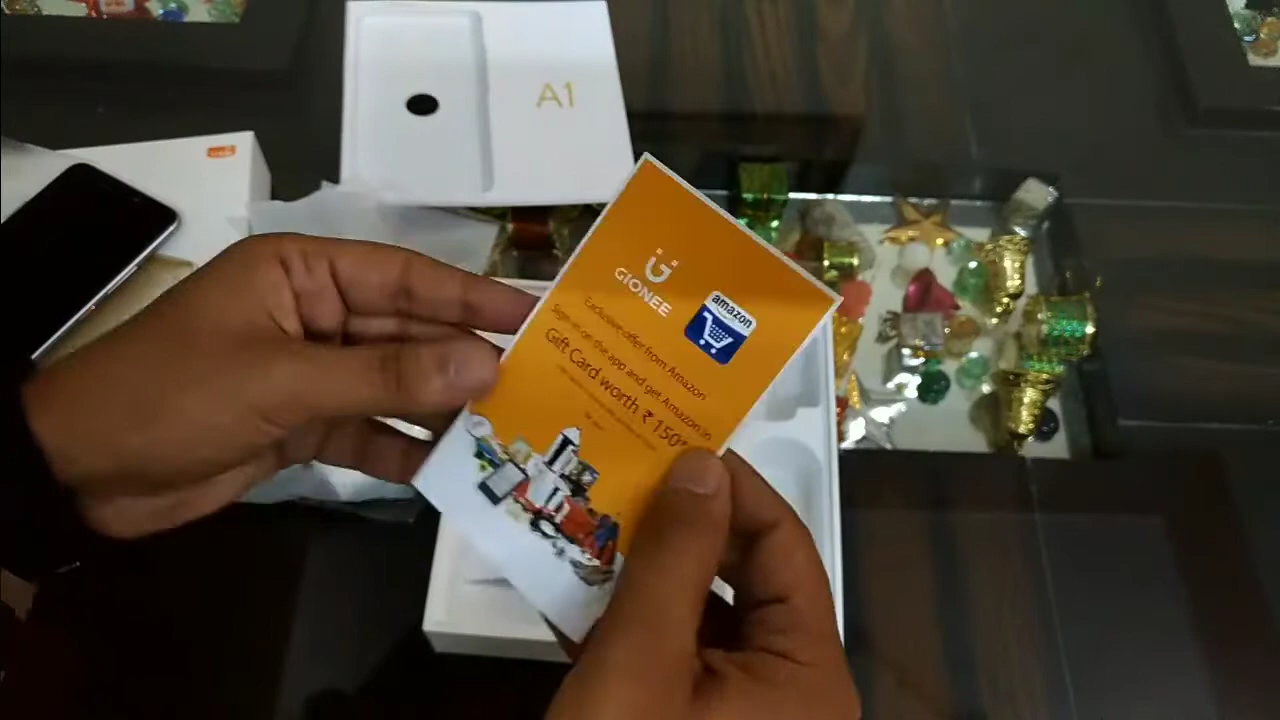 A1
GIONEE
amazon
Exclusive offer from Amazon
Sign-in on the app and get Amazon.in
Gift Card worth ₹ 150*